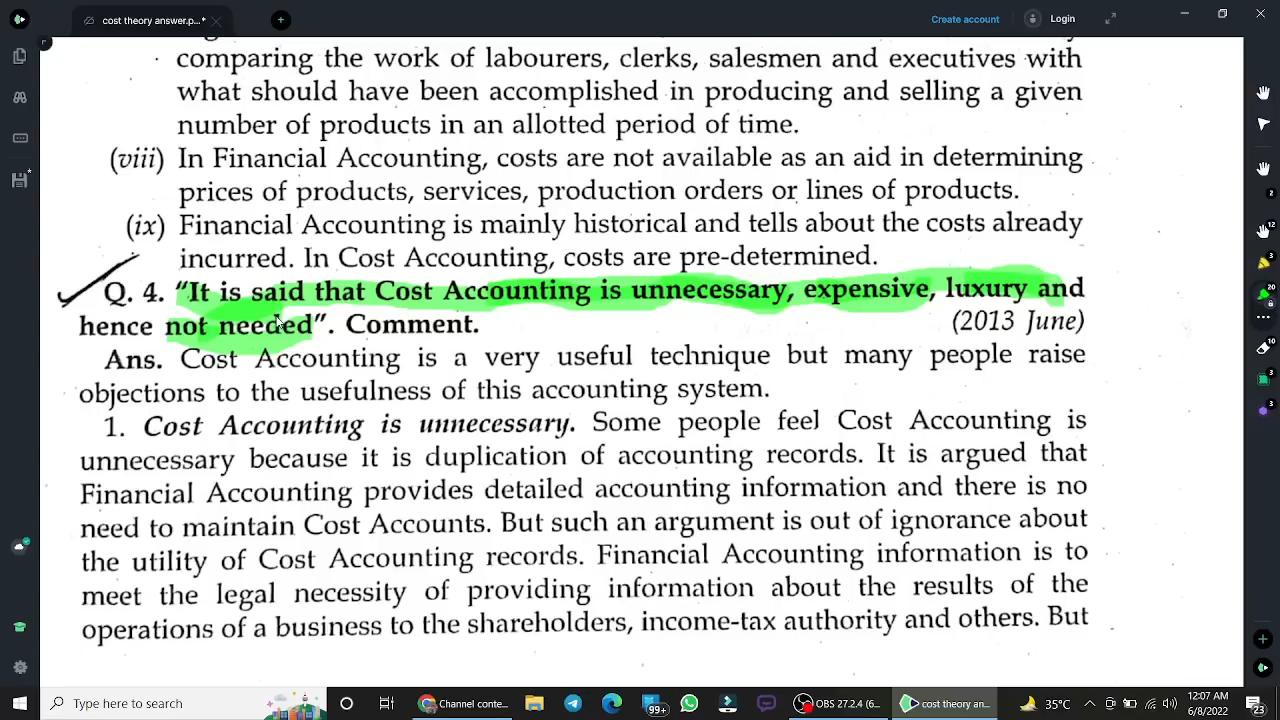 cost theory answer.p...*
Create account
Login
comparing the work of labourers, clerks, salesmen and executives with
what should have been accomplished in producing and selling a given
number of products in an allotted period of time.
(viii) In Financial Accounting, costs are not available as an aid in determining
prices of products, services, production orders or lines of products.
(ix) Financial Accounting is mainly historical and tells about the costs already
incurred. In Cost Accounting, costs are pre-determined.
Q. 4. "It is said that Cost Accounting is unnecessary, expensive, luxury and
hence not needed". Comment. (2013 June)
Ans. Cost Accounting is a very useful technique but many people raise
objections to the usefulness of this accounting system.
1. Cost Accounting is unnecessary. Some people feel Cost Accounting is
unnecessary because it is duplication of accounting records. It is argued that
Financial Accounting provides detailed accounting information and there is no
need to maintain Cost Accounts. But such an argument is out of ignorance about
the utility of Cost Accounting records. Financial Accounting information is to
meet the legal necessity of providing information about the results of the
operations of a business to the shareholders, income-tax authority and others. But
2
12
3
20
10
3
3
Type here to search
Channel conte...
99+
OBS 27.2.4 (6...
cost theory an...
35°C
ENG
12:07 AM
6/8/2022
23